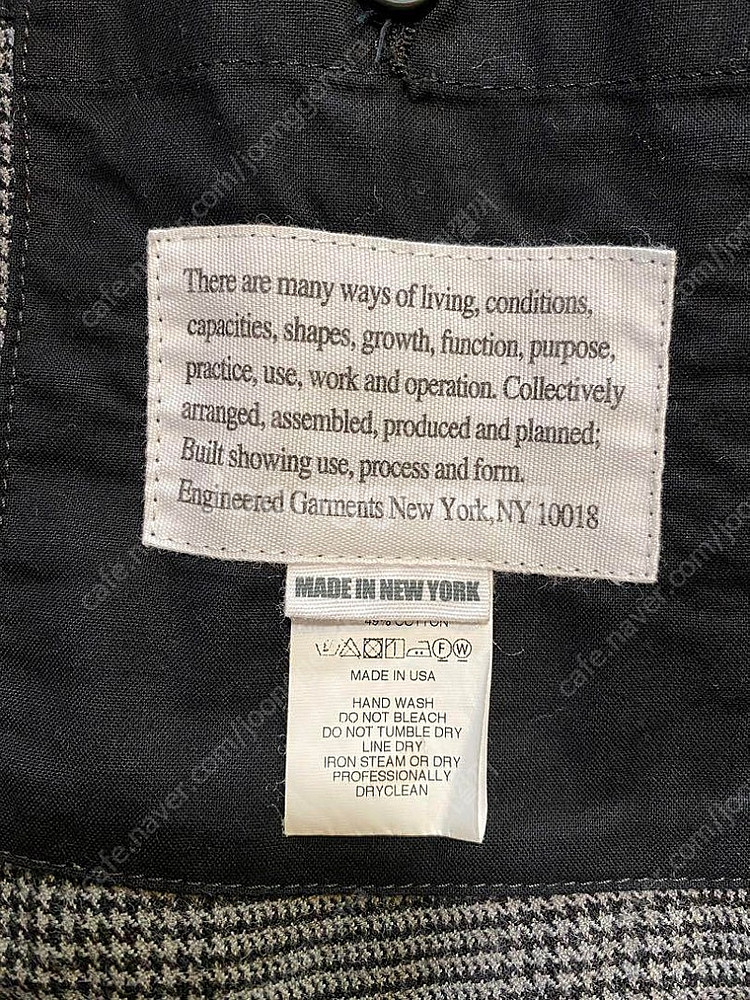 There are many ways of living, conditions,
capacities, shapes, growth, function, purpose,
practice, use, work and operation. Collectively
arranged, assembled, produced and planned;
Built showing use, process and form.
Engineered Garments New York, NY 10018
MADE IN NEW YORK
49% COTTON
F W
MADE IN USA
HAND WASH
DO NOT BLEACH
DO NOT TUMBLE DRY
LINE DRY
IRON STEAM OR DRY
PROFESSIONALLY
DRYCLEAN